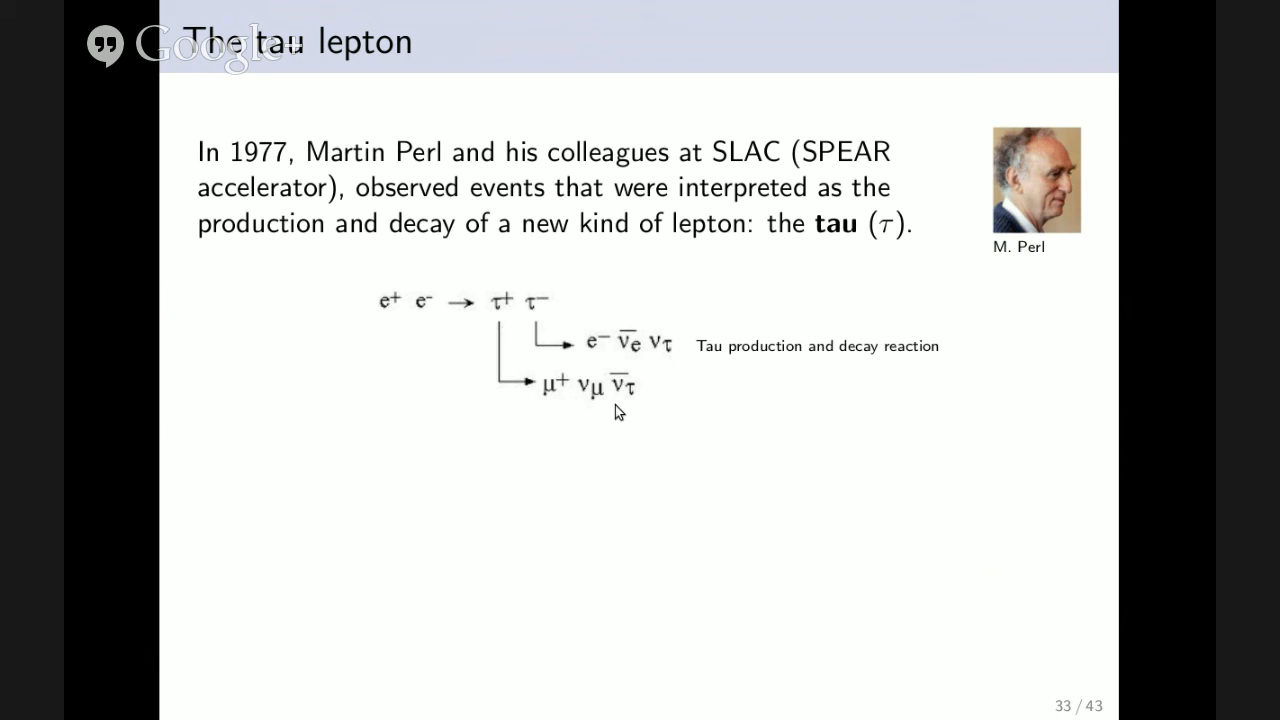 Google+
The tau lepton
In 1977, Martin Perl and his colleagues at SLAC (SPEAR
accelerator), observed events that were interpreted as the
production and decay of a new kind of lepton: the tau (τ).
M. Perl
e⁺ e⁻ → τ⁺ τ⁻
e⁻ ν̅e ντ Tau production and decay reaction
μ⁺ νμ ν̅τ
33 / 43